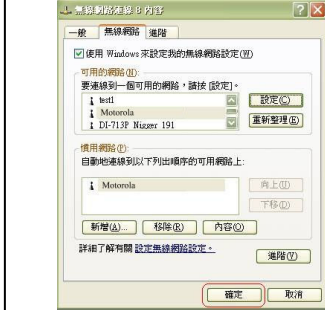 無線網路連線 8 內容
一般 無線網路 進階
使用 Windows 來設定我的無線網路設定(W)
可用的網路(N):
要連線到一個可用的網路，請按 [設定]。
test1
Motorola
DI-713P Nigger 191
設定(C)
重新整理(E)
慣用網路(P):
自動地連線到以下列出順序的可用網路上:
Motorola
向上(U)
下移(D)
新增(A)... 移除(R) 內容(O)
詳細了解有關 設定無線網路設定。
進階(V)
確定 取消